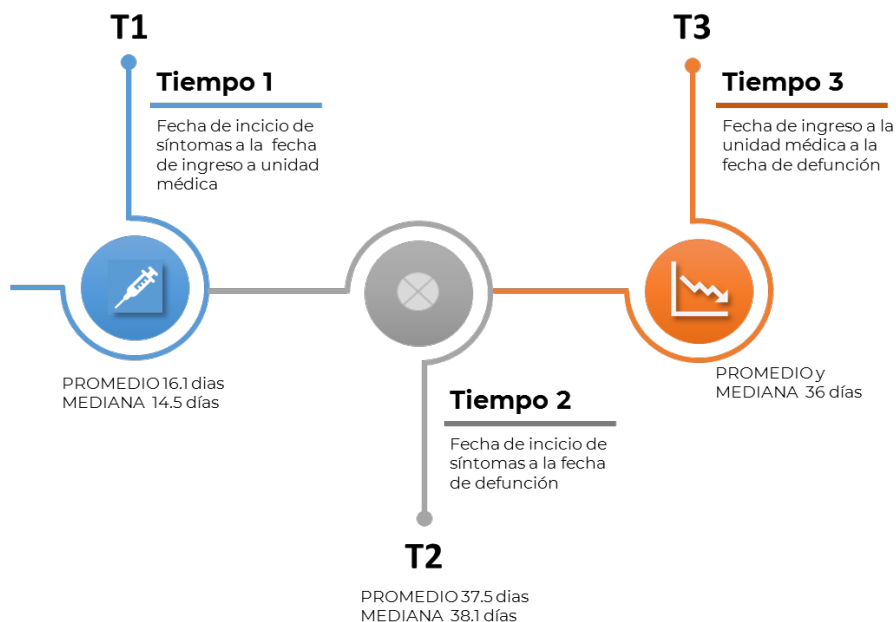 T1
Tiempo 1
Fecha de incicio de
síntomas a la fecha
de ingreso a unidad
médica
PROMEDIO 16.1 dias
MEDIANA 14.5 días
Tiempo 2
Fecha de incicio de
síntomas a la fecha
de defunción
T2
PROMEDIO 37.5 dias
MEDIANA 38.1 días
T3
Tiempo 3
Fecha de ingreso a la
unidad médica a la
fecha de defunción
PROMEDIO y
MEDIANA 36 días